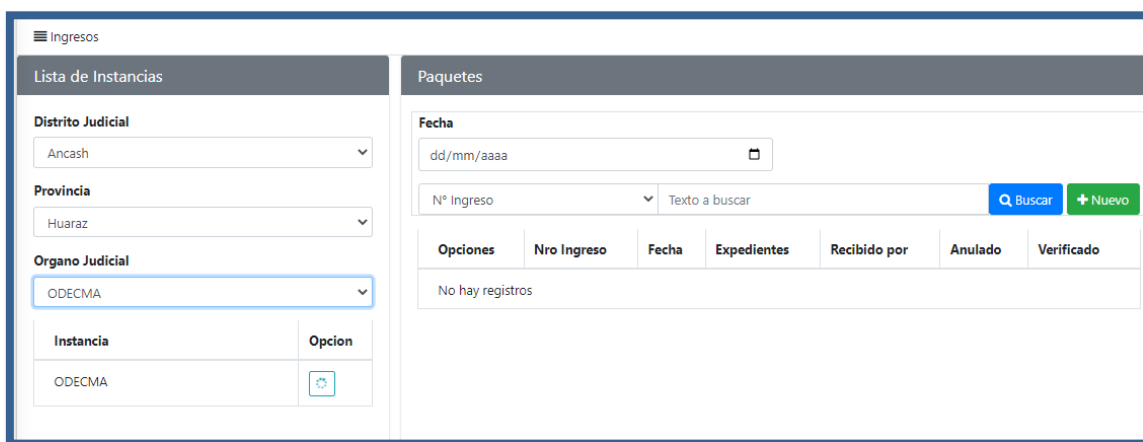 Ingresos
Lista de Instancias
Distrito Judicial
Ancash
Provincia
Huaraz
Organo Judicial
ODECMA
Instancia Opcion
ODECMA
Paquetes
Fecha
dd/mm/aaaa
Nº Ingreso Texto a buscar Buscar Nuevo
Opciones Nro Ingreso Fecha Expedientes Recibido por Anulado Verificado
No hay registros